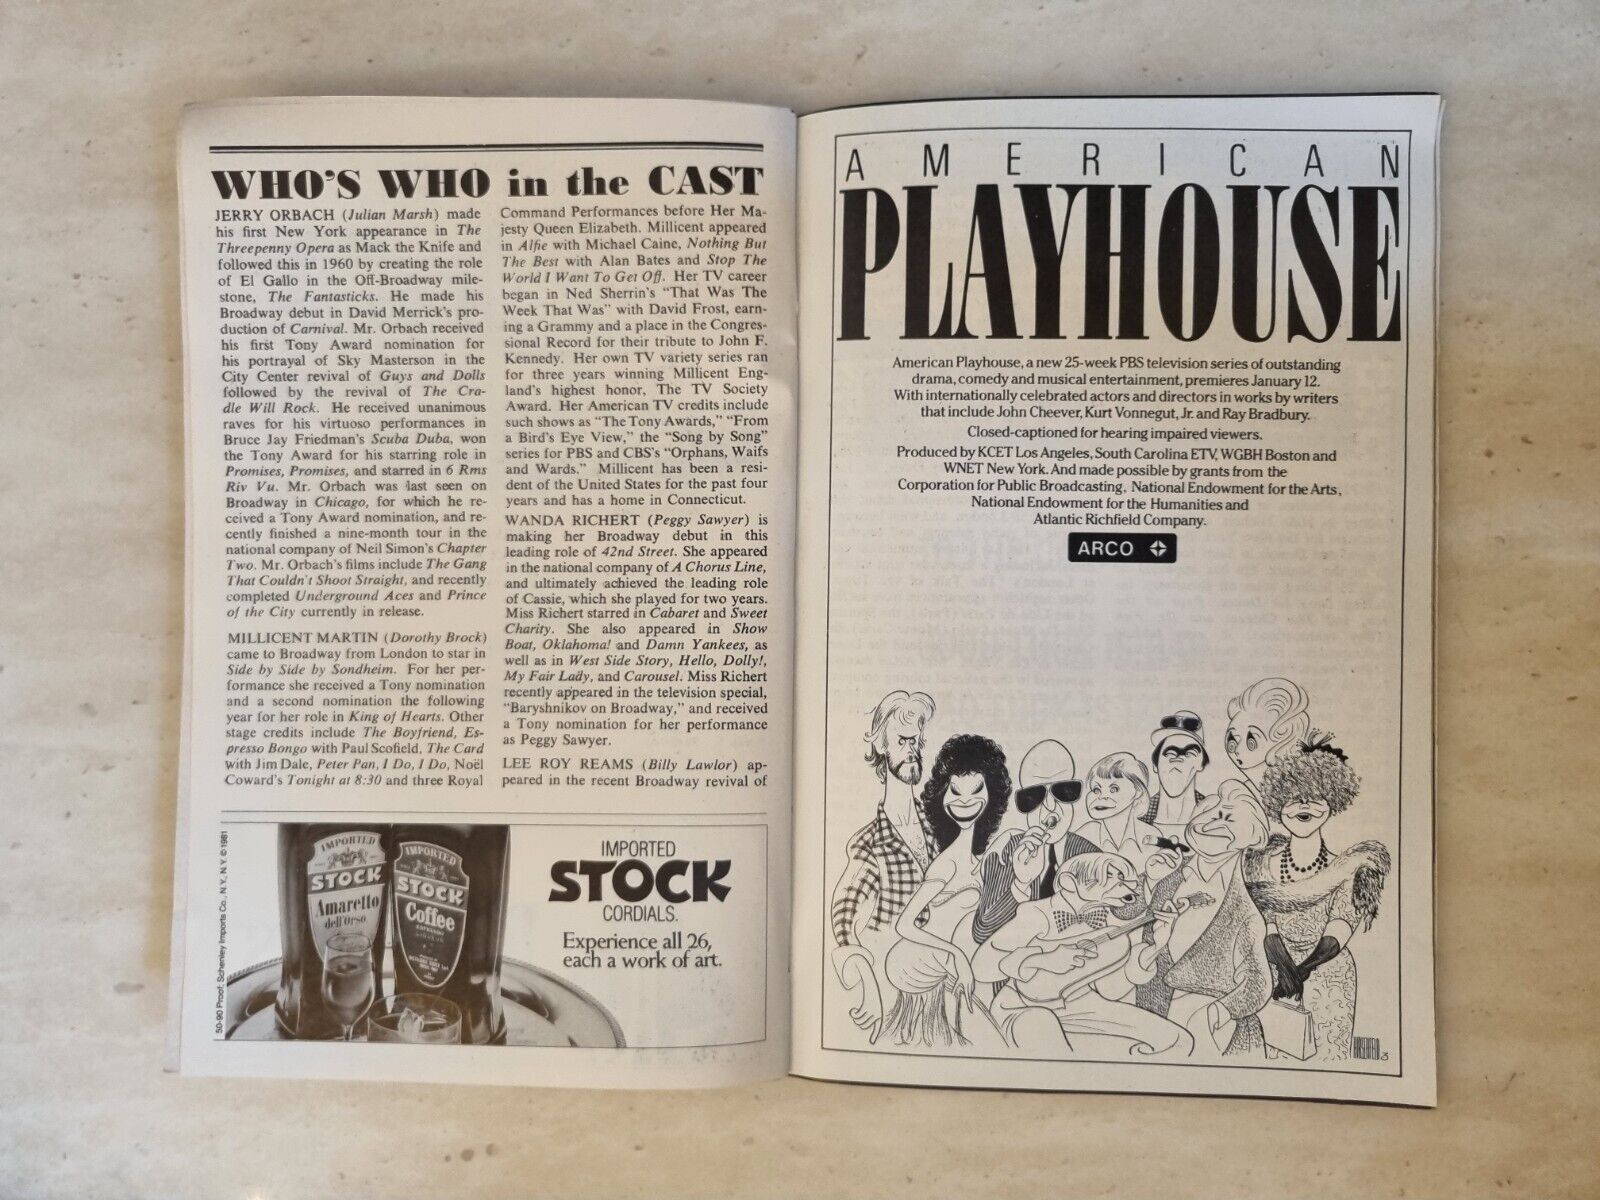 WHO'S WHO in the CAST
JERRY ORBACH (Julian Marsh) made
his first New York appearance in The
Threepenny Opera as Mack the Knife and
followed this in 1960 by creating the role
of El Gallo in the Off-Broadway mile-
stone, The Fantasticks. He made his
Broadway debut in David Merrick's pro-
duction of Carnival. Mr. Orbach received
his first Tony Award nomination for
his portrayal of Sky Masterson in the
City Center revival of Guys and Dolls
followed by the revival of The Cra-
dle Will Rock. He received unanimous
raves for his virtuoso performances in
Bruce Jay Friedman's Scuba Duba, won
the Tony Award for his starring role in
Promises, Promises, and starred in 6 Rms
Riv Vu. Mr. Orbach was last seen on
Broadway in Chicago, for which he re-
ceived a Tony Award nomination, and re-
cently finished a nine-month tour in the
national company of Neil Simon's Chapter
Two. Mr. Orbach's films include The Gang
That Couldn't Shoot Straight, and recently
completed Underground Aces and Prince
of the City currently in release.
MILLICENT MARTIN (Dorothy Brock)
came to Broadway from London to star in
Side by Side by Sondheim. For her per-
formance she received a Tony nomination
and a second nomination the following
year for her role in King of Hearts. Other
stage credits include The Boyfriend, Es-
presso Bongo with Paul Scofield, The Card
with Jim Dale, Peter Pan, I Do, I Do, Noël
Coward's Tonight at 8:30 and three Royal
Command Performances before Her Ma-
jesty Queen Elizabeth. Millicent appeared
in Alfie with Michael Caine, Nothing But
The Best with Alan Bates and Stop The
World I Want To Get Off. Her TV career
began in Ned Sherrin's "That Was The
Week That Was" with David Frost, earn-
ing a Grammy and a place in the Congres-
sional Record for their tribute to John F.
Kennedy. Her own TV variety series ran
for three years winning Millicent Eng-
land's highest honor, The TV Society
Award. Her American TV credits include
such shows as "The Tony Awards," "From
a Bird's Eye View," the "Song by Song"
series for PBS and CBS's "Orphans, Waifs
and Wards." Millicent has been a resi-
dent of the United States for the past four
years and has a home in Connecticut.
WANDA RICHERT (Peggy Sawyer) is
making her Broadway debut in this
leading role of 42nd Street. She appeared
in the national company of A Chorus Line,
and ultimately achieved the leading role
of Cassie, which she played for two years.
Miss Richert starred in Cabaret and Sweet
Charity. She also appeared in Show
Boat, Oklahoma! and Damn Yankees, as
well as in West Side Story, Hello, Dolly!,
My Fair Lady, and Carousel. Miss Richert
recently appeared in the television special,
"Baryshnikov on Broadway," and received
a Tony nomination for her performance
as Peggy Sawyer.
LEE ROY REAMS (Billy Lawlor) ap-
peared in the recent Broadway revival of
50-90 Proof. Schenley Imports Co., N.Y., N.Y. © 1981
IMPORTED
STOCK
Amaretto
dell'Orso
IMPORTED
STOCK
Coffee
IMPORTED
STOCK
CORDIALS.
Experience all 26,
each a work of art.
AMERICAN
PLAYHOUSE
American Playhouse, a new 25-week PBS television series of outstanding
drama, comedy and musical entertainment, premieres January 12.
With internationally celebrated actors and directors in works by writers
that include John Cheever, Kurt Vonnegut, Jr. and Ray Bradbury.
Closed-captioned for hearing impaired viewers.
Produced by KCET Los Angeles, South Carolina ETV, WGBH Boston and
WNET New York. And made possible by grants from the
Corporation for Public Broadcasting, National Endowment for the Arts,
National Endowment for the Humanities and
Atlantic Richfield Company.
ARCO
HIRSCHFELD 3